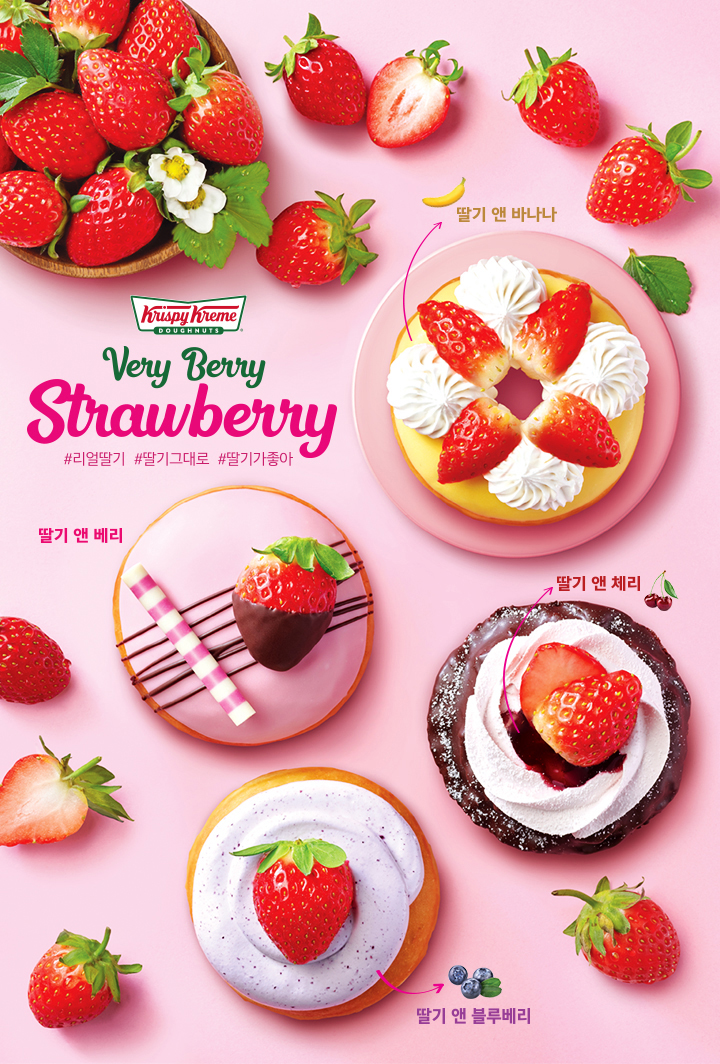 딸기 앤 바나나
Krispy Kreme
DOUGHNUTS
Very Berry
Strawberry
#리얼딸기 #딸기그대로 #딸기가좋아
딸기 앤 베리
딸기 앤 체리
딸기 앤 블루베리